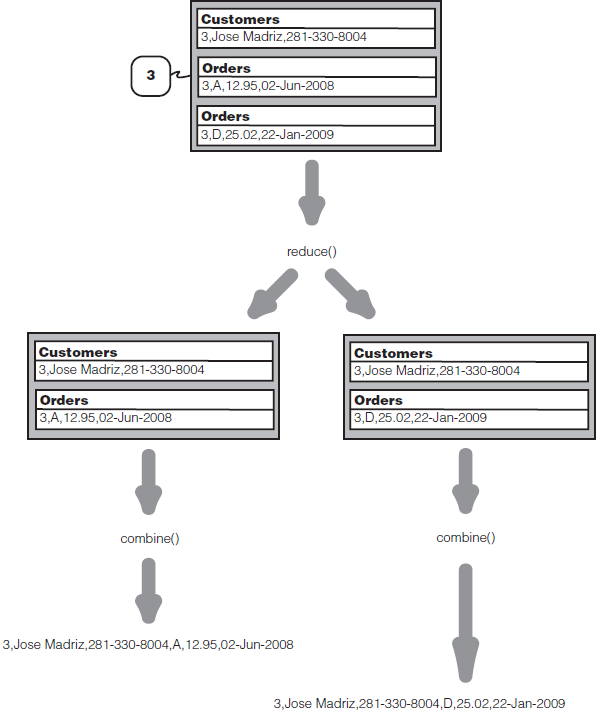 Customers
3,Jose Madriz,281-330-8004
3
Orders
3,A,12.95,02-Jun-2008
Orders
3,D,25.02,22-Jan-2009
reduce()
Customers
3,Jose Madriz,281-330-8004
Orders
3,A,12.95,02-Jun-2008
Customers
3,Jose Madriz,281-330-8004
Orders
3,D,25.02,22-Jan-2009
combine()
combine()
3,Jose Madriz,281-330-8004,A,12.95,02-Jun-2008
3,Jose Madriz,281-330-8004,D,25.02,22-Jan-2009